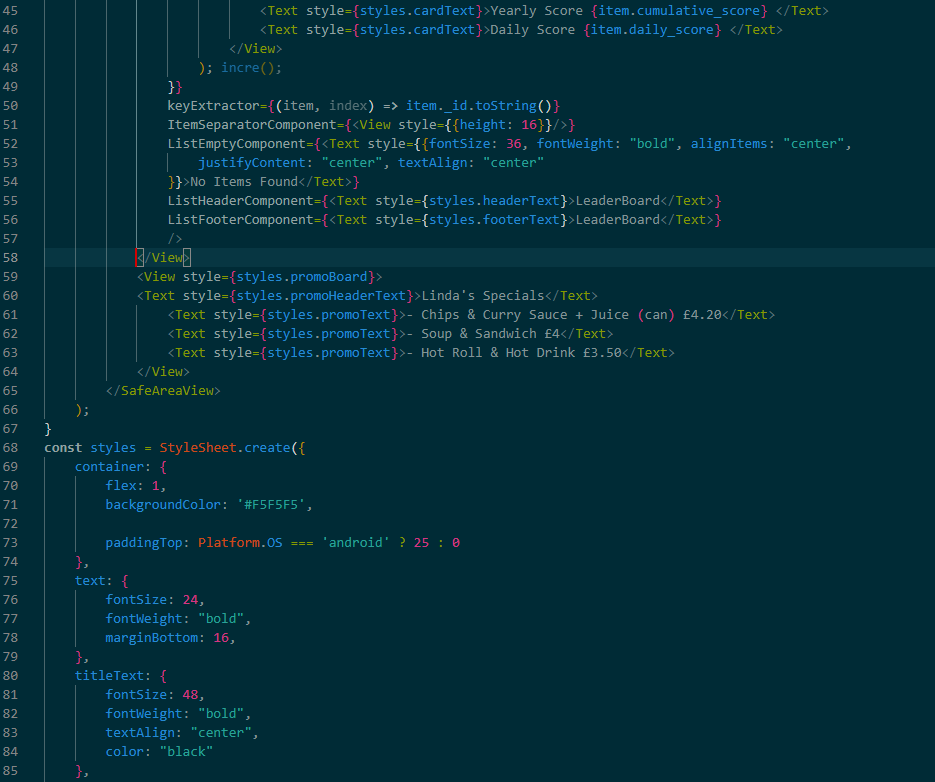 45 <Text style={styles.cardText}>Yearly Score {item.cumulative_score} </Text>
46 <Text style={styles.cardText}>Daily Score {item.daily_score} </Text>
47 </View>
48 ); incre();
49 }}
50 keyExtractor={(item, index) => item._id.toString()}
51 ItemSeparatorComponent={<View style={{height: 16}}/>}
52 ListEmptyComponent={<Text style={{fontSize: 36, fontWeight: "bold", alignItems: "center",
53 justifyContent: "center", textAlign: "center"
54 }}>No Items Found</Text>}
55 ListHeaderComponent={<Text style={styles.headerText}>LeaderBoard</Text>}
56 ListFooterComponent={<Text style={styles.footerText}>LeaderBoard</Text>}
57 />
58 </View>
59 <View style={styles.promoBoard}>
60 <Text style={styles.promoHeaderText}>Linda's Specials</Text>
61 <Text style={styles.promoText}>- Chips & Curry Sauce + Juice (can) £4.20</Text>
62 <Text style={styles.promoText}>- Soup & Sandwich £4</Text>
63 <Text style={styles.promoText}>- Hot Roll & Hot Drink £3.50</Text>
64 </View>
65 </SafeAreaView>
66 );
67 }
68 const styles = StyleSheet.create({
69 container: {
70 flex: 1,
71 backgroundColor: '#F5F5F5',
72
73 paddingTop: Platform.OS === 'android' ? 25 : 0
74 },
75 text: {
76 fontSize: 24,
77 fontWeight: "bold",
78 marginBottom: 16,
79 },
80 titleText: {
81 fontSize: 48,
82 fontWeight: "bold",
83 textAlign: "center",
84 color: "black"
85 },